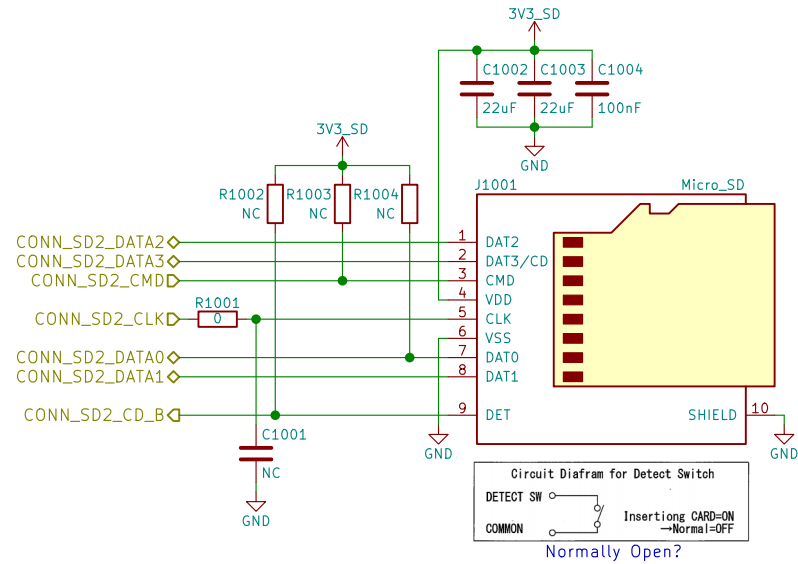 3V3_SD
C1002
C1003
C1004
22uF
22uF
100nF
GND
3V3_SD
R1002
R1003
R1004
NC
NC
NC
J1001
Micro_SD
CONN_SD2_DATA2
1
DAT2
CONN_SD2_DATA3
2
DAT3/CD
CONN_SD2_CMD
3
CMD
4
VDD
R1001
CONN_SD2_CLK
0
5
CLK
6
VSS
CONN_SD2_DATA0
7
DAT0
CONN_SD2_DATA1
8
DAT1
CONN_SD2_CD_B
9
DET
SHIELD
10
C1001
NC
GND
GND
GND
Circuit Diafram for Detect Switch
DETECT SW
Insertiong CARD=ON
COMMON
→Normal=OFF
Normally Open?